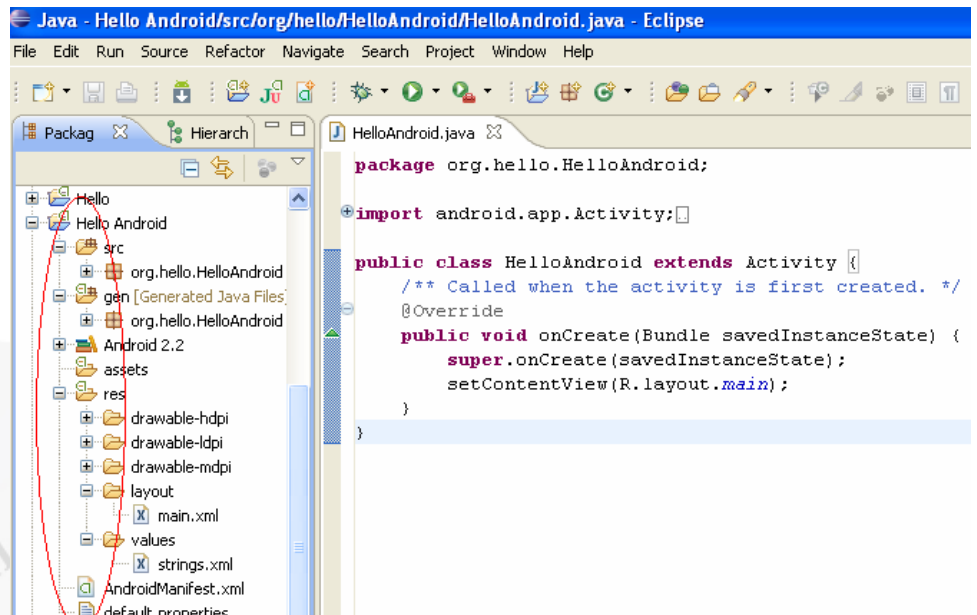 Java - Hello Android/src/org/hello/HelloAndroid/HelloAndroid.java - Eclipse
File Edit Run Source Refactor Navigate Search Project Window Help
Packag Hierarch
Hello
Hello Android
src
org.hello.HelloAndroid
gen [Generated Java Files]
org.hello.HelloAndroid
Android 2.2
assets
res
drawable-hdpi
drawable-ldpi
drawable-mdpi
layout
main.xml
values
strings.xml
AndroidManifest.xml
default.properties
HelloAndroid.java
package org.hello.HelloAndroid;
import android.app.Activity;
public class HelloAndroid extends Activity {
/** Called when the activity is first created. */
@Override
public void onCreate(Bundle savedInstanceState) {
super.onCreate(savedInstanceState);
setContentView(R.layout.main);
}
}